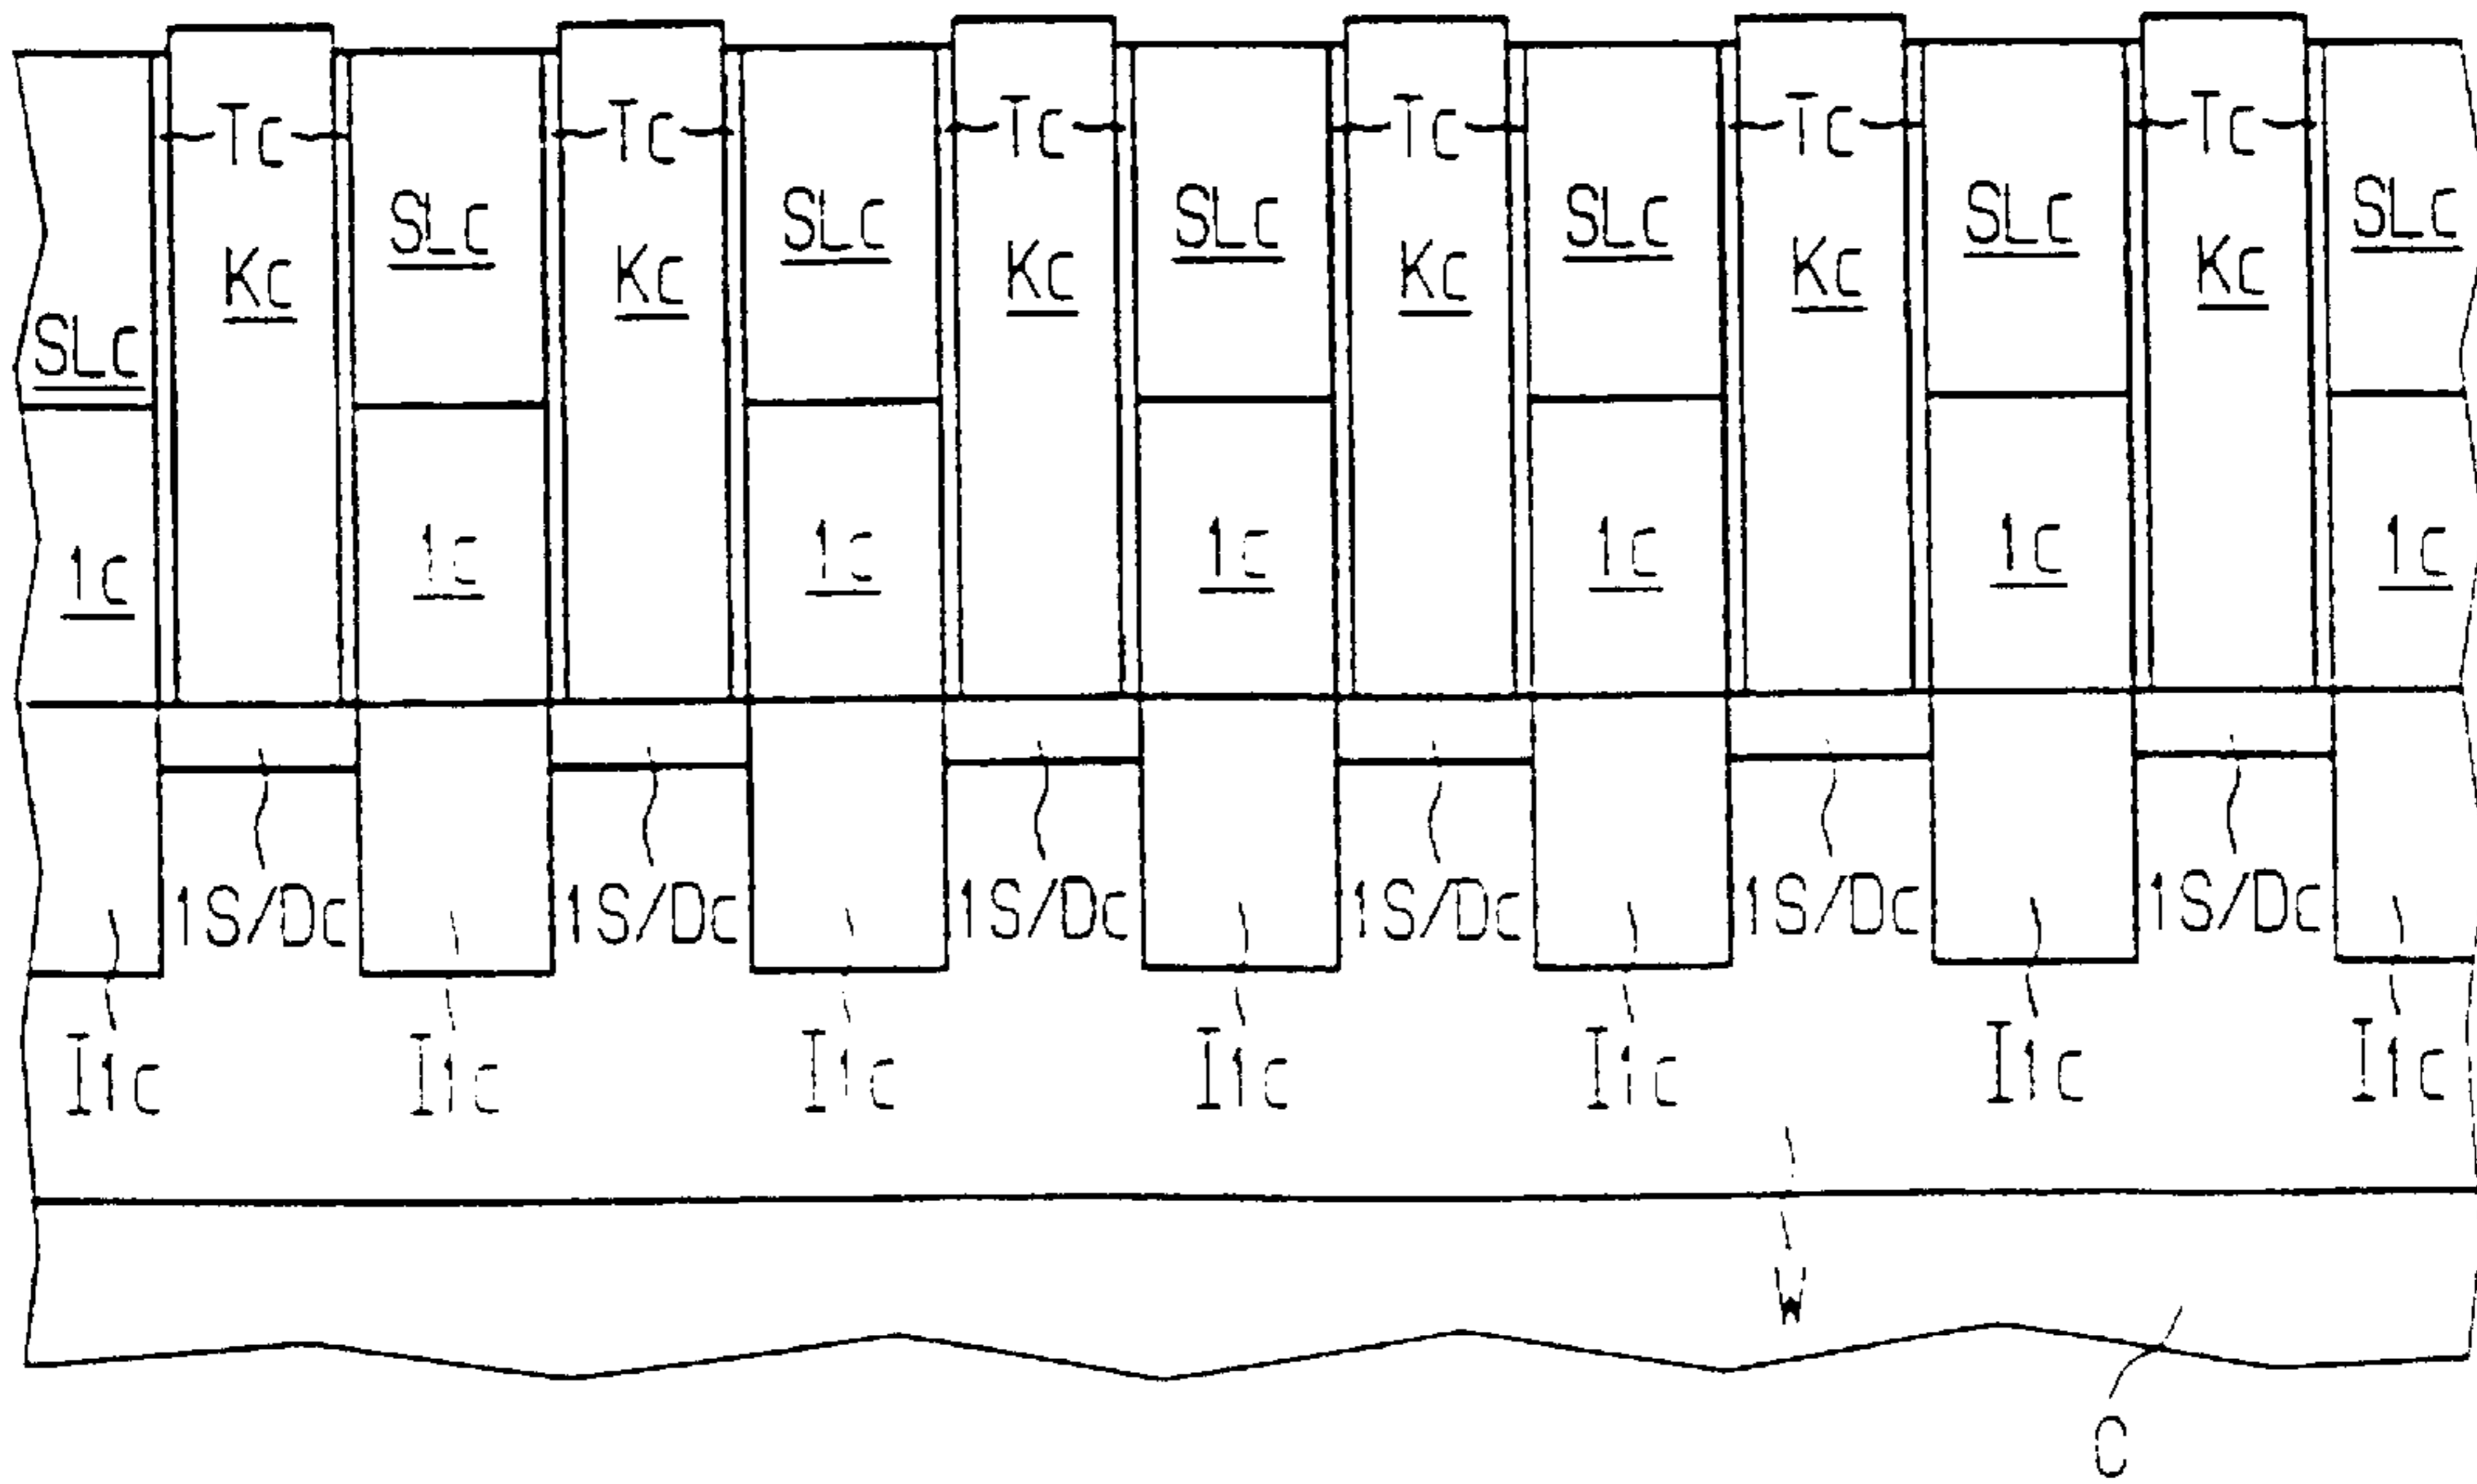 Tc Tc Tc Tc Tc Tc
SLc SLc SLc SLc SLc SLc
Kc Kc Kc Kc Kc Kc
SLc
1c 1c 1c 1c 1c 1c 1c
1S/Dc 1S/Dc 1S/Dc 1S/Dc 1S/Dc 1S/Dc
I1c I1c I1c I1c I1c I1c I1c
W
C